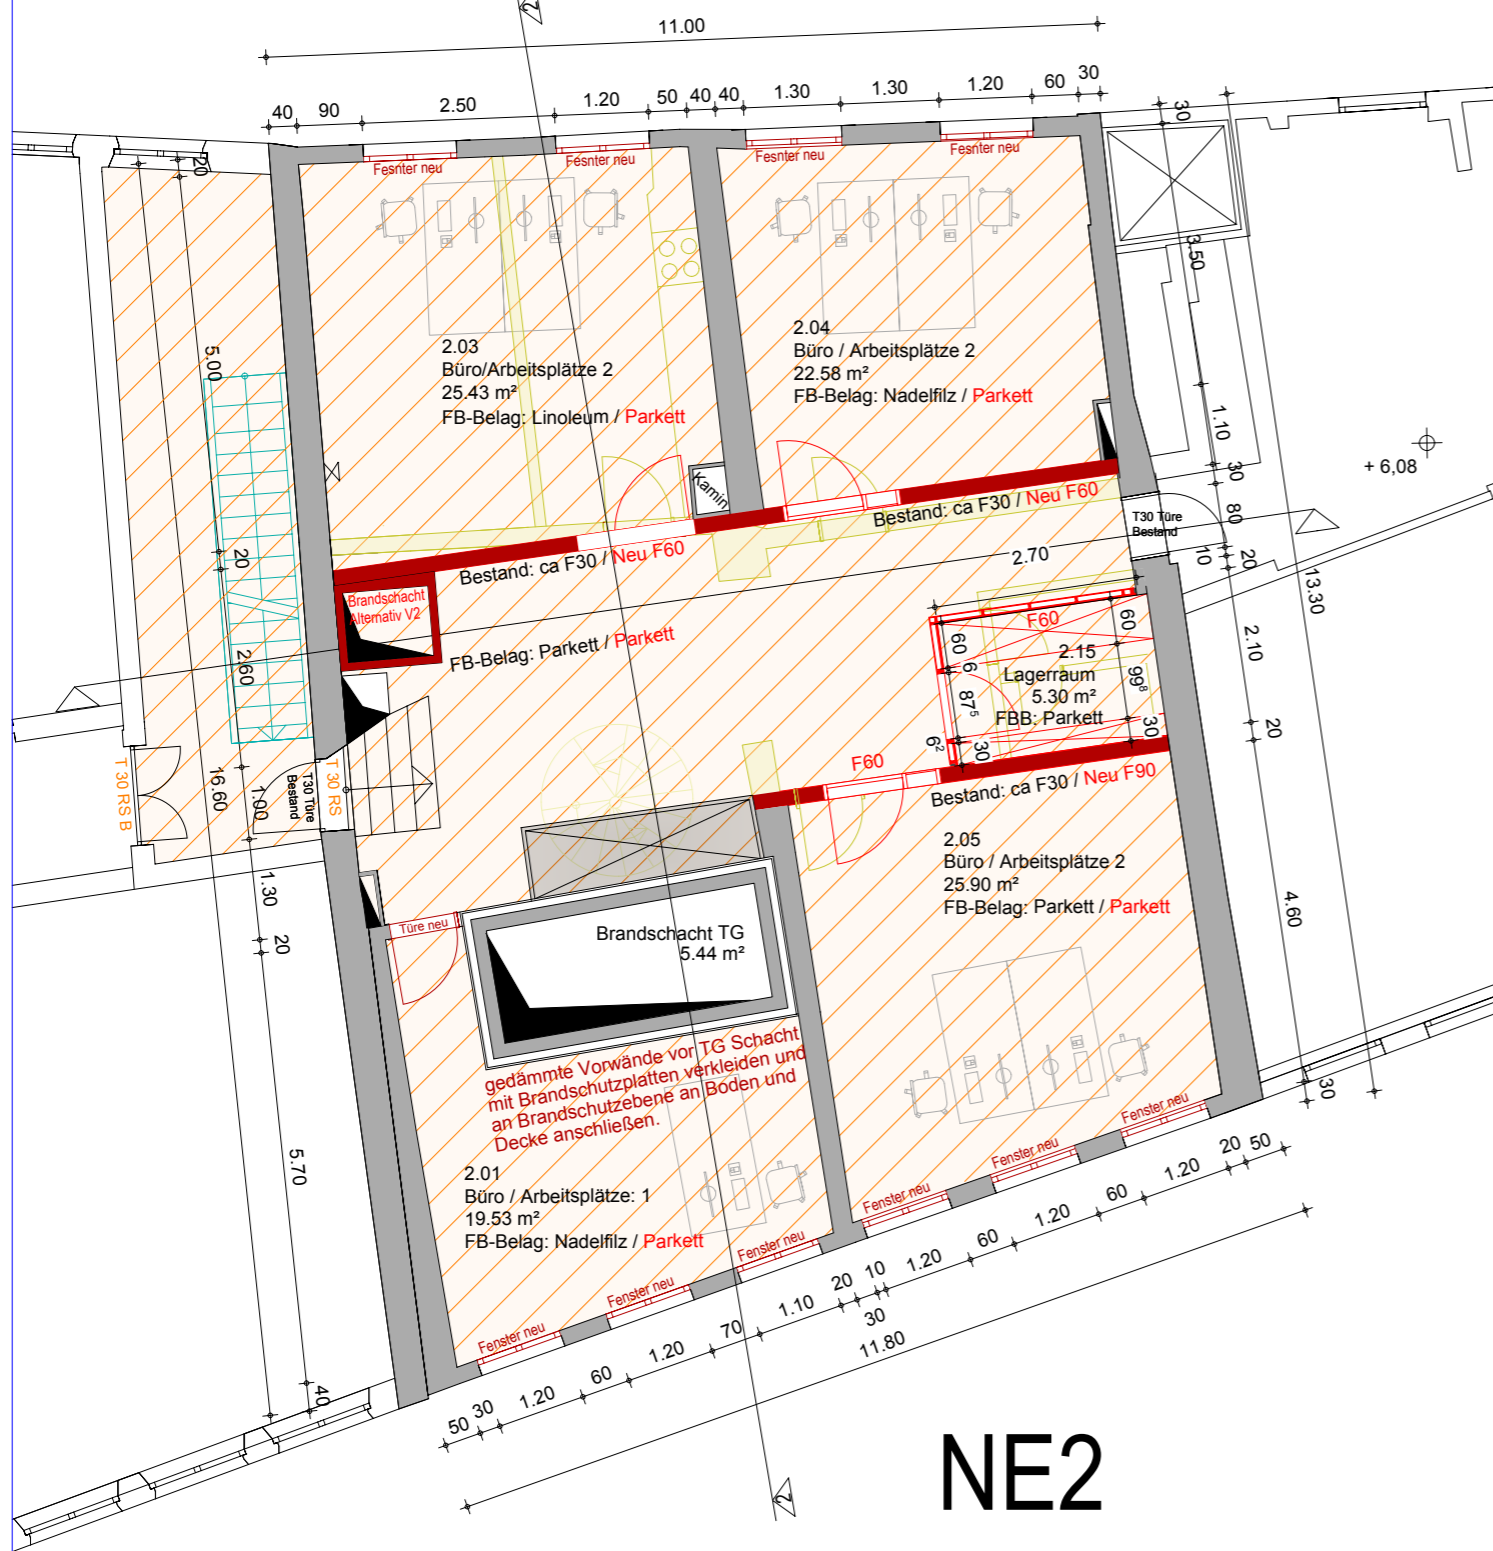 2
11.00
40
90
2.50
1.20
50
40
40
1.30
1.30
1.20
60
30
30
20
Fesnter neu
Fesnter neu
Fesnter neu
Fesnter neu
3.50
5.00
2.03
Büro/Arbeitsplätze 2
25.43 m²
FB-Belag: Linoleum / Parkett
2.04
Büro / Arbeitsplätze 2
22.58 m²
FB-Belag: Nadelfilz / Parkett
1.10
30
80
+ 6,08
Kamin
Bestand: ca F30 / Neu F60
T30 Türe
Bestand
10
20
13.30
Bestand: ca F30 / Neu F60
2.70
20
2.60
Brandschacht
Alternativ V2
FB-Belag: Parkett / Parkett
F60
60
60
6
87⁵
6²
30
99⁸
30
2.15
Lagerraum
5.30 m²
FBB: Parkett
2.10
20
F60
Bestand: ca F30 / Neu F90
T 30 RS B
16.60
1.00
T30 Türe
Bestand
T 30 RS
1.30
20
2.05
Büro / Arbeitsplätze 2
25.90 m²
FB-Belag: Parkett / Parkett
4.60
Türe neu
Brandschacht TG
5.44 m²
gedämmte Vorwände vor TG Schacht
mit Brandschutzplatten verkleiden und
an Brandschutzebene an Boden und
Decke anschließen.
30
5.70
2.01
Büro / Arbeitsplätze: 1
19.53 m²
FB-Belag: Nadelfilz / Parkett
Fenster neu
Fenster neu
Fenster neu
Fenster neu
Fenster neu
Fenster neu
40
50
30
1.20
60
1.20
70
1.10
20
30
10
1.20
60
1.20
60
1.20
20
50
11.80
2
NE2